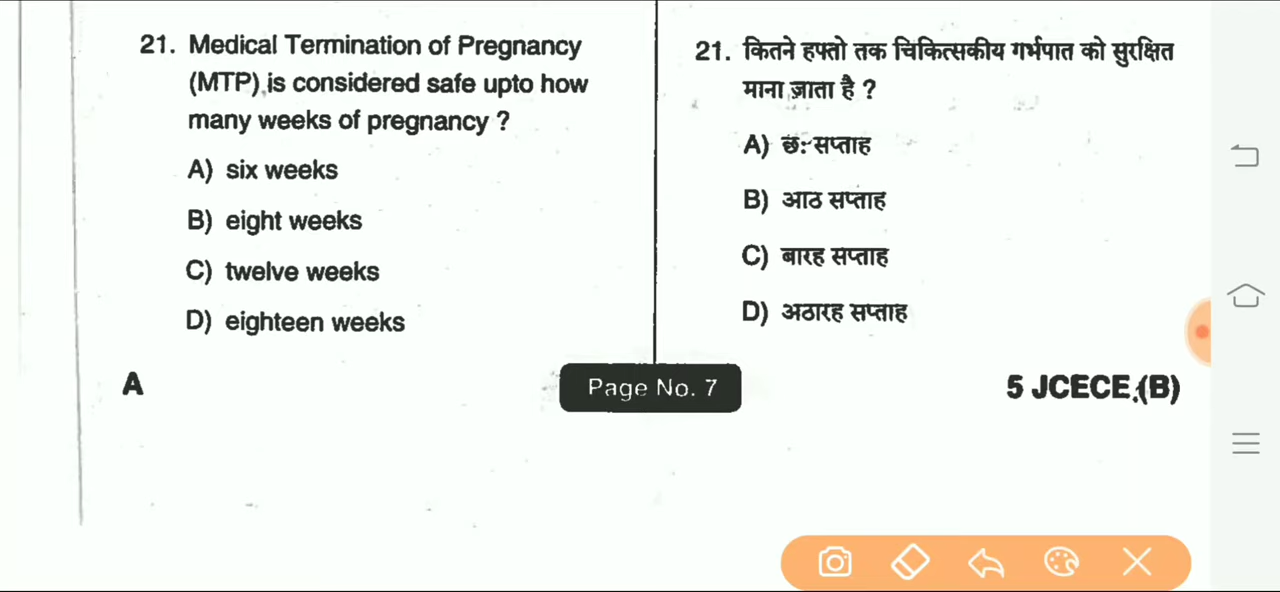 21. Medical Termination of Pregnancy
(MTP) is considered safe upto how
many weeks of pregnancy ?
A) six weeks
B) eight weeks
C) twelve weeks
D) eighteen weeks
21. कितने हफ्तो तक चिकित्सकीय गर्भपात को सुरक्षित
माना जाता है ?
A) छः सप्ताह
B) आठ सप्ताह
C) बारह सप्ताह
D) अठारह सप्ताह
A
Page No. 7
5 JCECE (B)